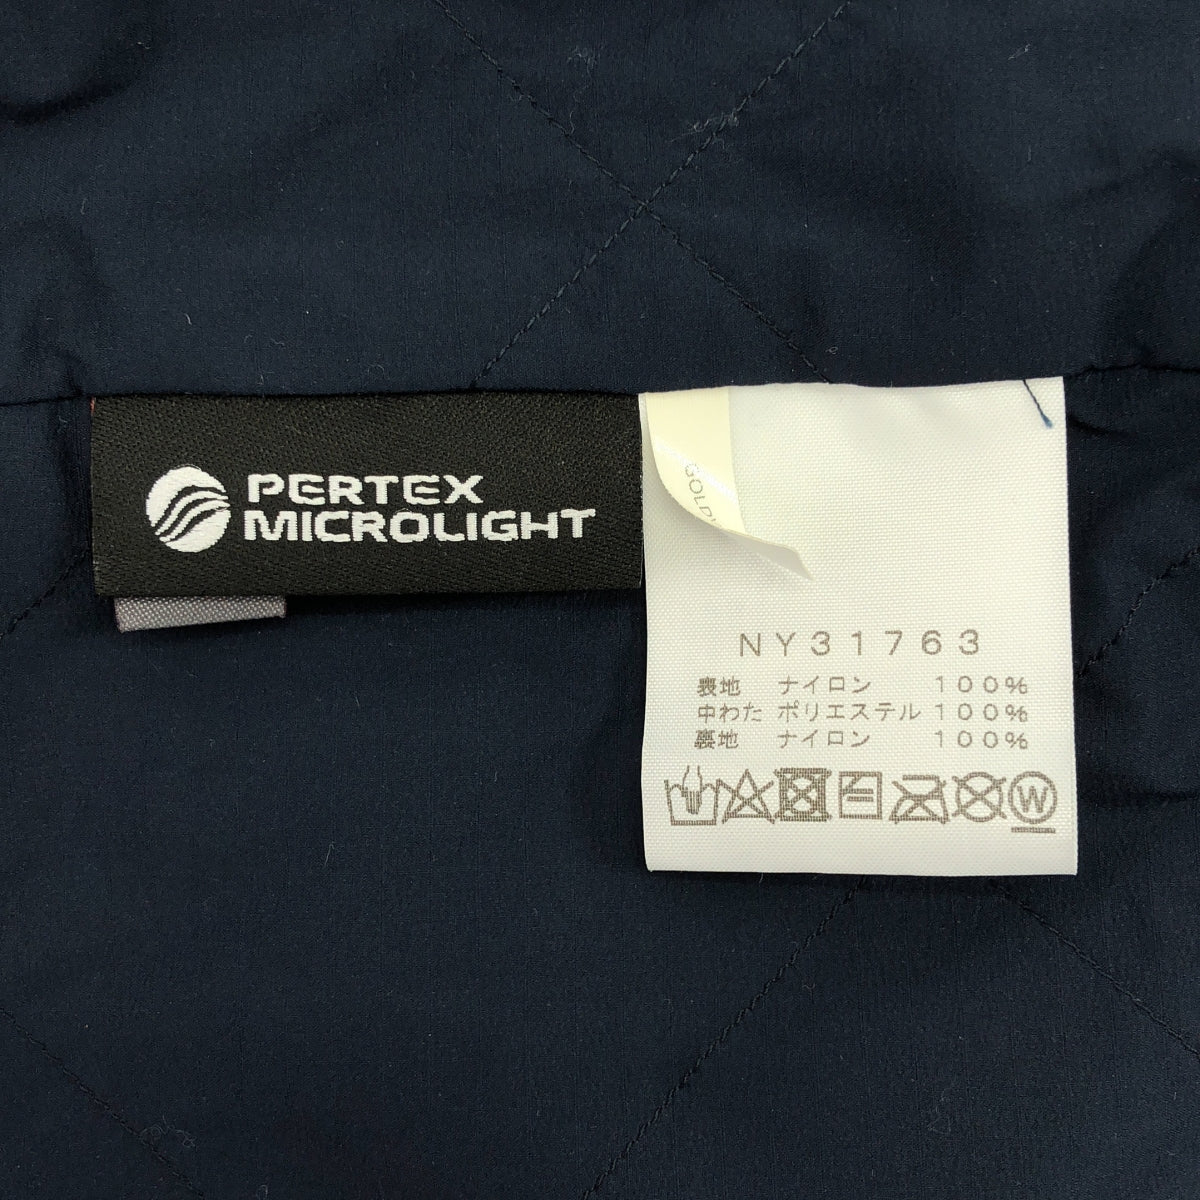 PERTEX
MICROLIGHT
GOLD
NY31763
表地 ナイロン 100%
中わた ポリエステル 100%
裏地 ナイロン 100%
W